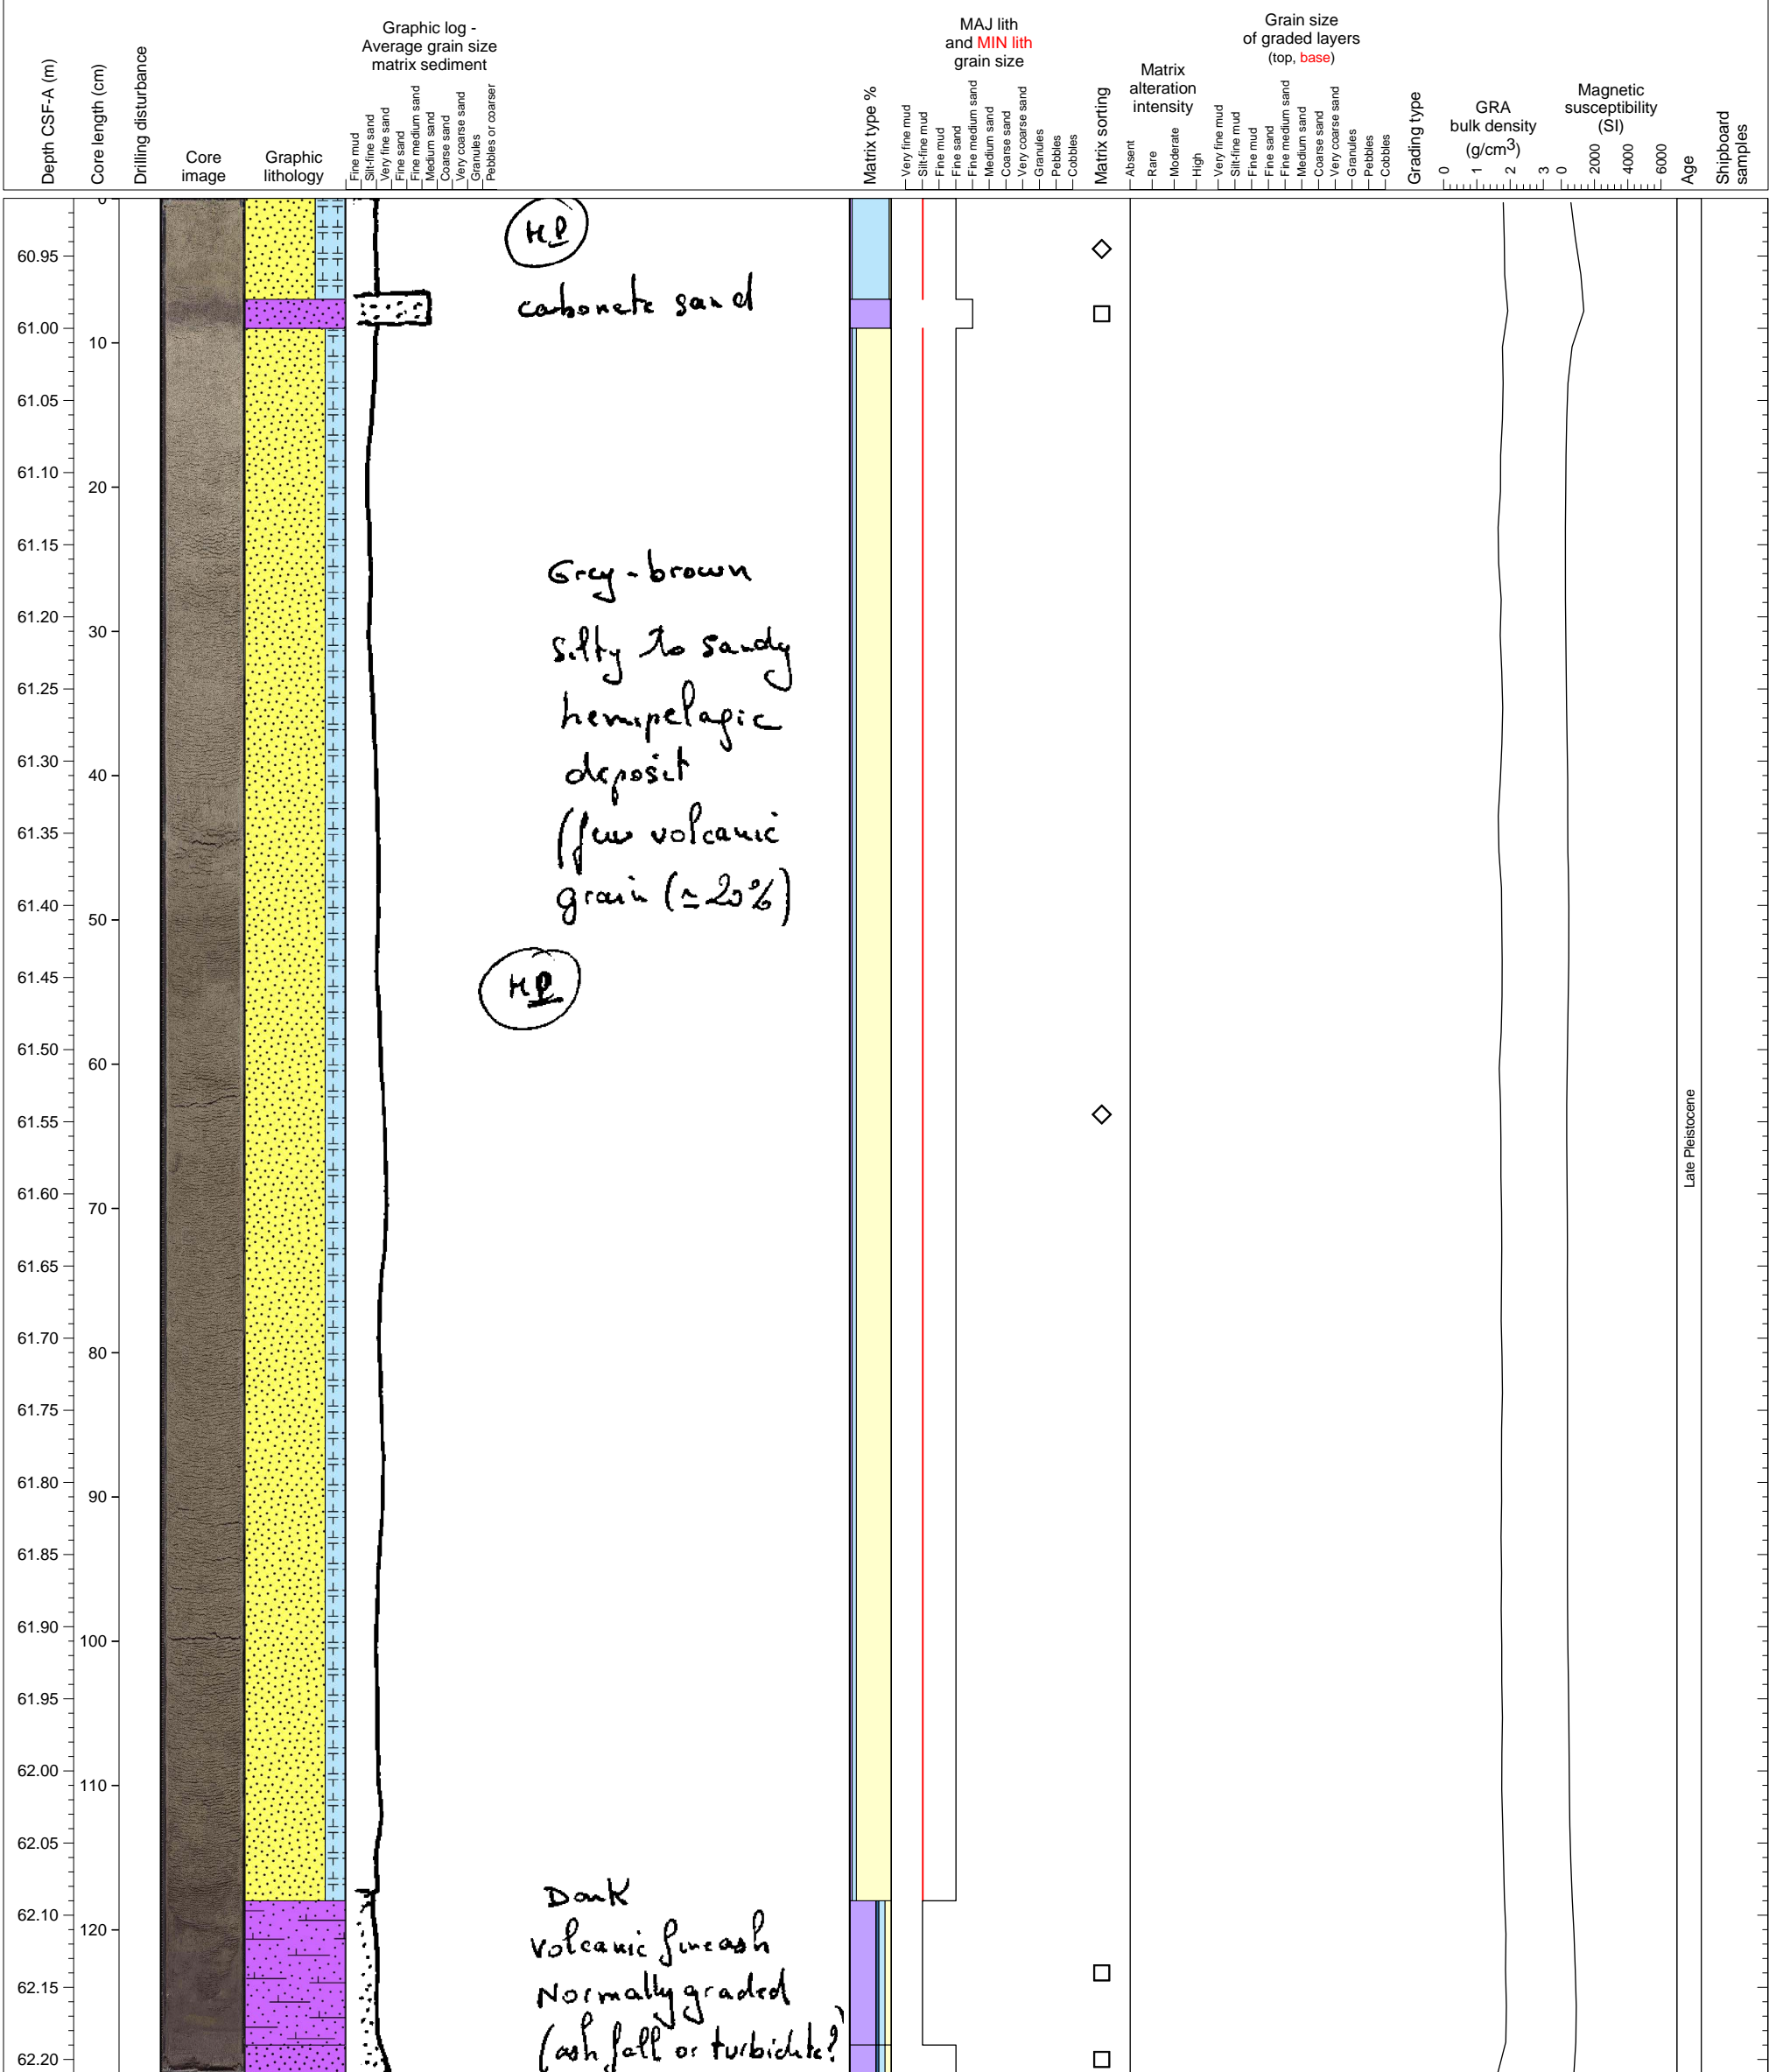 Graphic log -
Average grain size
matrix sediment
MAJ lith
and MIN lith
grain size
Grain size
of graded layers
(top, base)
Matrix
alteration
intensity
GRA
bulk density
(g/cm3)
Magnetic
susceptibility
(SI)
Depth CSF-A (m)
Core length (cm)
Drilling disturbance
Core
image
Graphic
lithology
Fine mud
Silt-fine sand
Very fine sand
Fine sand
Fine medium sand
Medium sand
Coarse sand
Very coarse sand
Granules
Pebbles or coarser
Matrix type %
Very fine mud
Silt-fine mud
Fine mud
Fine sand
Fine medium sand
Medium sand
Coarse sand
Very coarse sand
Granules
Pebbles
Cobbles
Matrix sorting
Absent
Rare
Moderate
High
Very fine mud
Silt-fine mud
Fine mud
Fine sand
Fine medium sand
Medium sand
Coarse sand
Very coarse sand
Granules
Pebbles
Cobbles
Grading type
0 1 2 3
0 2000 4000 6000
Age
Shipboard
samples
0
HP
60.95
carbonate sand
61.00
10
61.05
61.10
20
61.15
Grey-brown
61.20
30
silty to sandy
61.25
hemipelagic
61.30
40
deposit
61.35
(few volcanic
61.40
50
grain (≃20%)
61.45
HP
61.50
60
61.55
Late Pleistocene
61.60
70
61.65
61.70
80
61.75
61.80
90
61.85
61.90
100
61.95
62.00
110
62.05
Dark
62.10
120
volcanic fine ash
62.15
Normally graded
62.20
(ash fall or turbidite?)